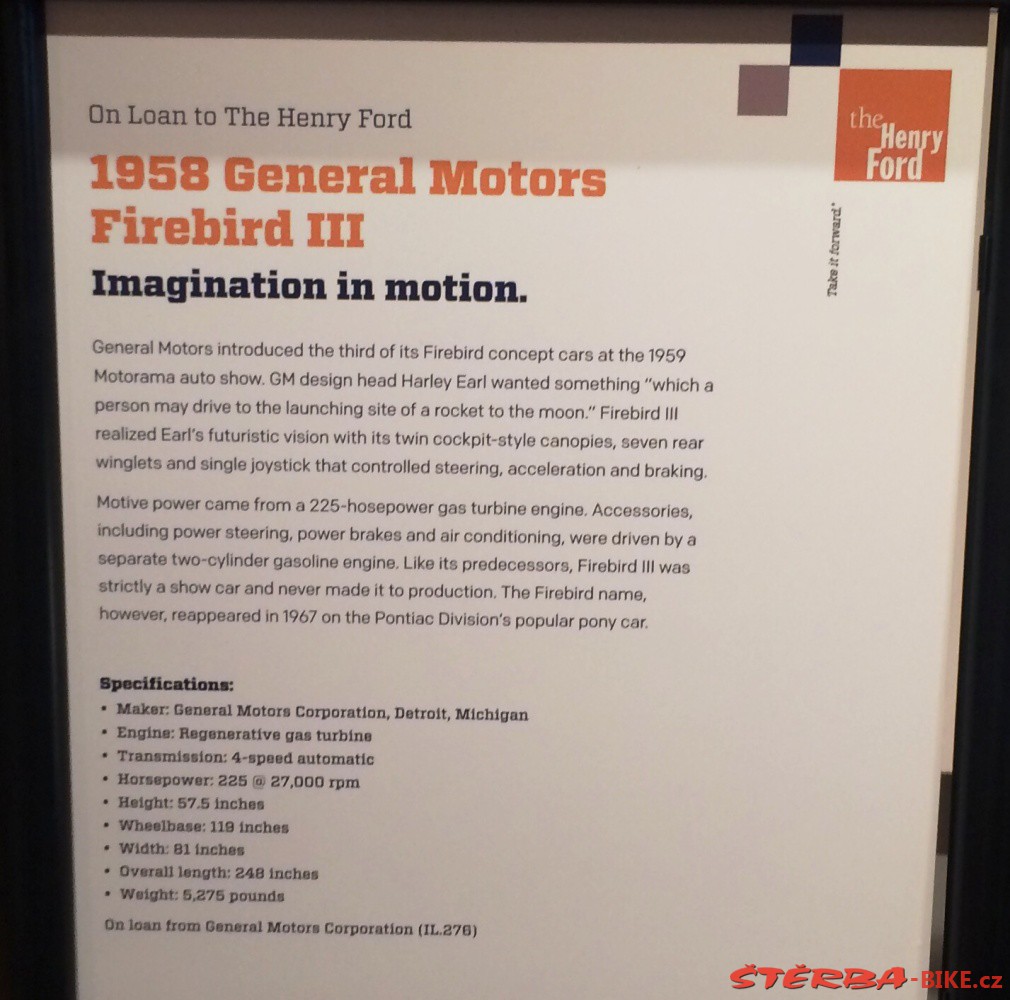 On Loan to The Henry Ford
1958 General Motors
Firebird III
Imagination in motion.
the
Henry
Ford
Take it forward.®
General Motors introduced the third of its Firebird concept cars at the 1959
Motorama auto show. GM design head Harley Earl wanted something “which a
person may drive to the launching site of a rocket to the moon.” Firebird III
realized Earl’s futuristic vision with its twin cockpit-style canopies, seven rear
winglets and single joystick that controlled steering, acceleration and braking.
Motive power came from a 225-hosepower gas turbine engine. Accessories,
including power steering, power brakes and air conditioning, were driven by a
separate two-cylinder gasoline engine. Like its predecessors, Firebird III was
strictly a show car and never made it to production. The Firebird name,
however, reappeared in 1967 on the Pontiac Division’s popular pony car.
Specifications:
• Maker: General Motors Corporation, Detroit, Michigan
• Engine: Regenerative gas turbine
• Transmission: 4-speed automatic
• Horsepower: 225 @ 27,000 rpm
• Height: 57.5 inches
• Wheelbase: 119 inches
• Width: 81 inches
• Overall length: 248 inches
• Weight: 5,275 pounds
On loan from General Motors Corporation (IL.276)
ŠTĚRBA-BIKE.cz